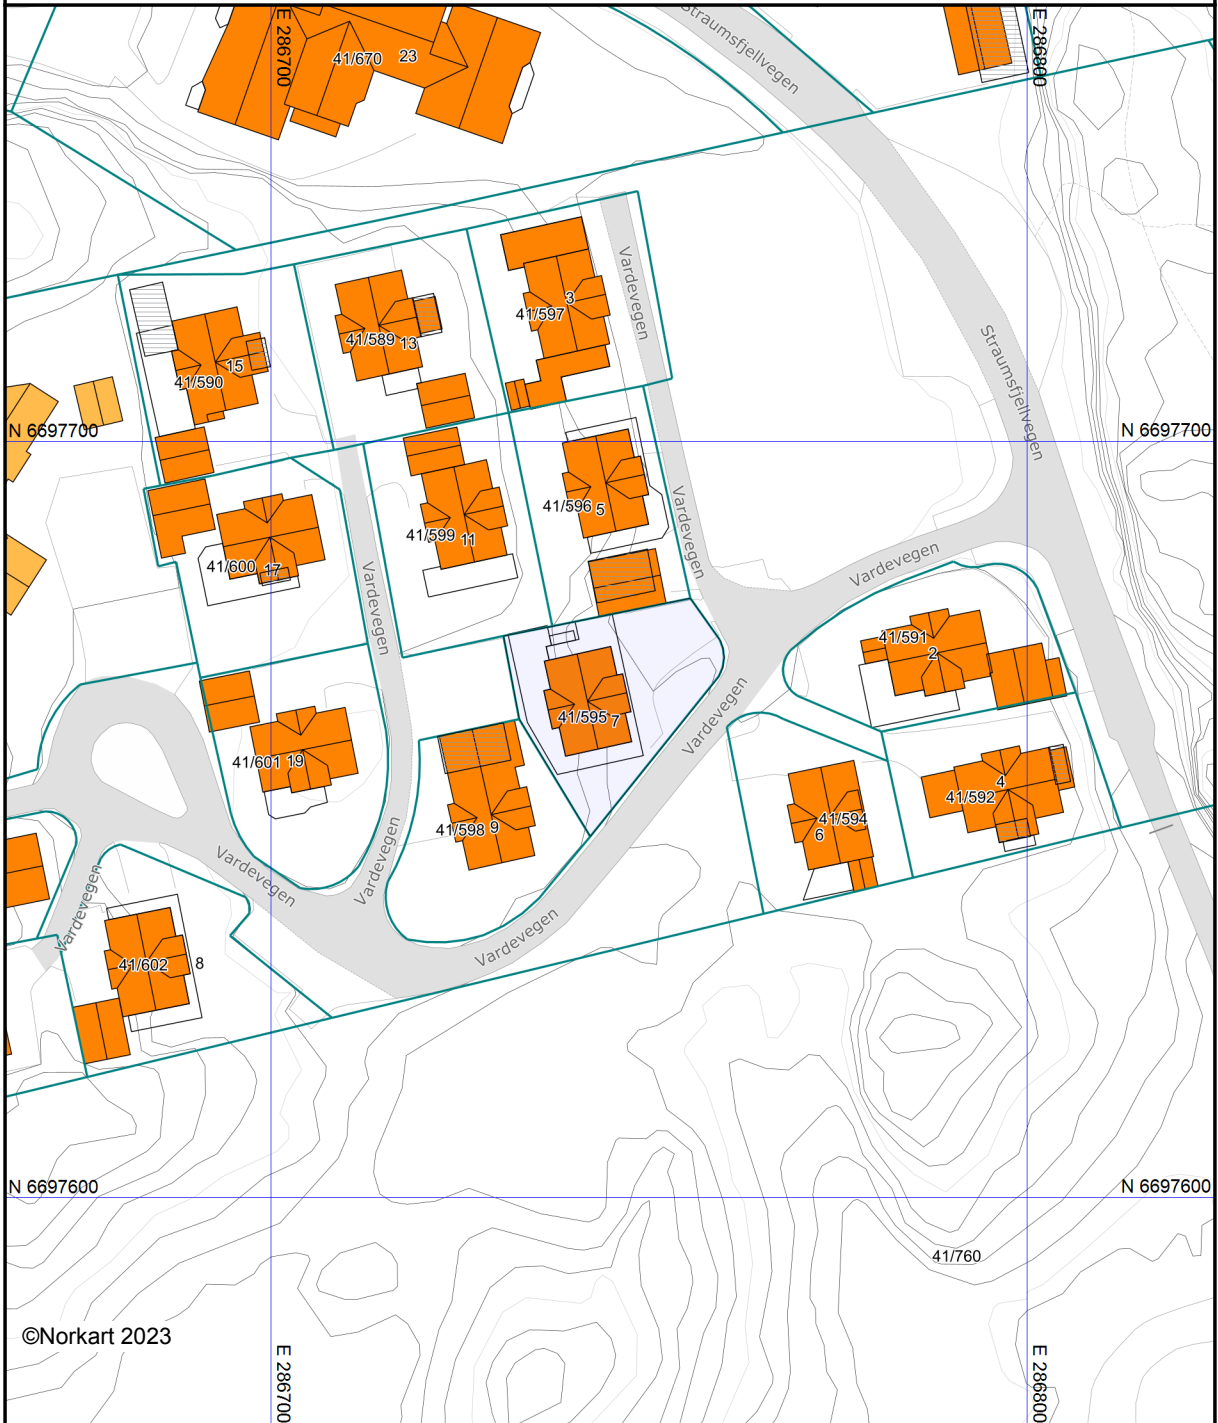 Straumsfjellvegen
E 286700
E 286800
41/670
23
Vardevegen
3
41/597
41/589
13
15
41/590
Straumsfjellvegen
N 6697700
N 6697700
41/596
5
Vardevegen
41/599
11
41/600
17
Vardevegen
Vardevegen
41/591
2
41/595
7
Vardevegen
41/601
19
41/598
9
41/592
4
41/594
6
Vardevegen
Vardevegen
Vardevegen
Vardevegen
41/602
8
N 6697600
N 6697600
41/760
©Norkart 2023
E 286700
E 286800